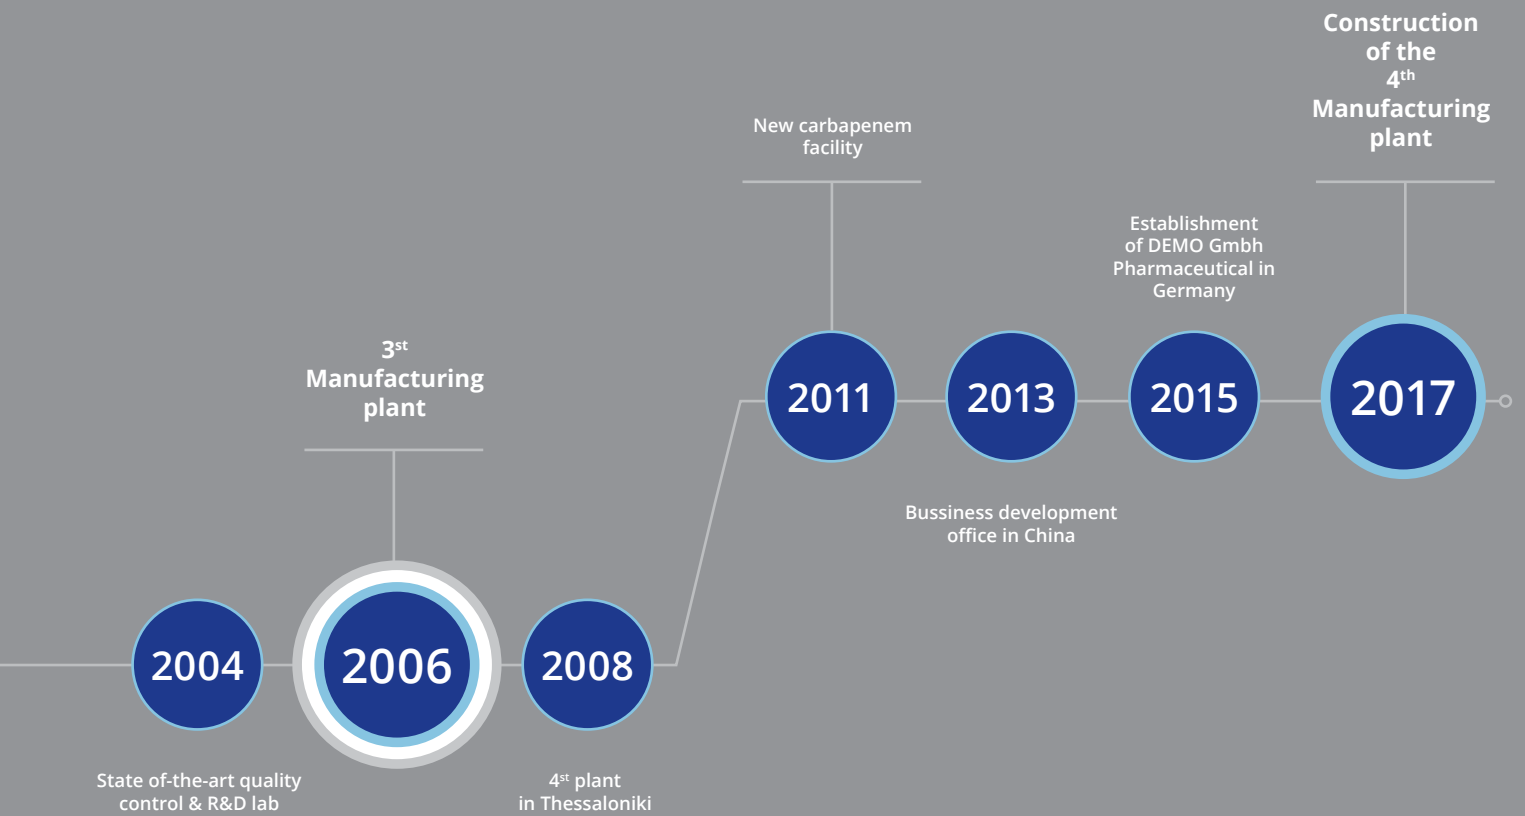 2004
State of-the-art quality
control & R&D lab
3st
Manufacturing
plant
2006
2008
4st plant
in Thessaloniki
New carbapenem
facility
2011
2013
Bussiness development
office in China
Establishment
of DEMO Gmbh
Pharmaceutical in
Germany
2015
Construction
of the
4th
Manufacturing
plant
2017